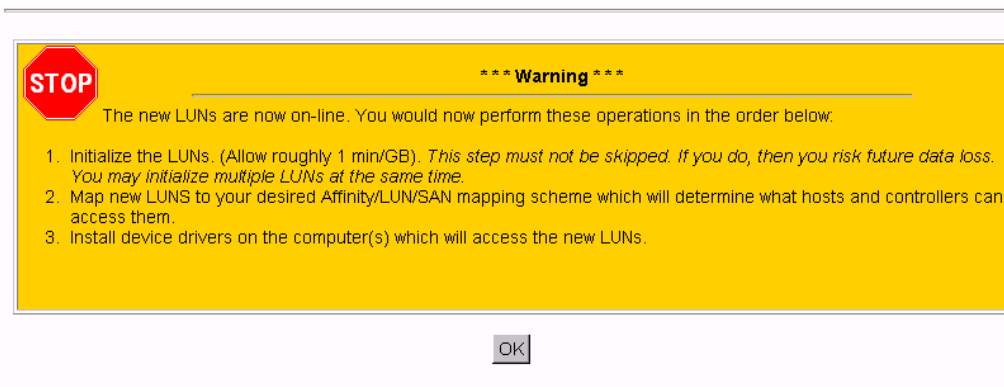 STOP
* * * Warning * * *
The new LUNs are now on-line. You would now perform these operations in the order below:
1. Initialize the LUNs. (Allow roughly 1 min/GB). This step must not be skipped. If you do, then you risk future data loss.
You may initialize multiple LUNs at the same time.
2. Map new LUNS to your desired Affinity/LUN/SAN mapping scheme which will determine what hosts and controllers can
access them.
3. Install device drivers on the computer(s) which will access the new LUNs.
OK